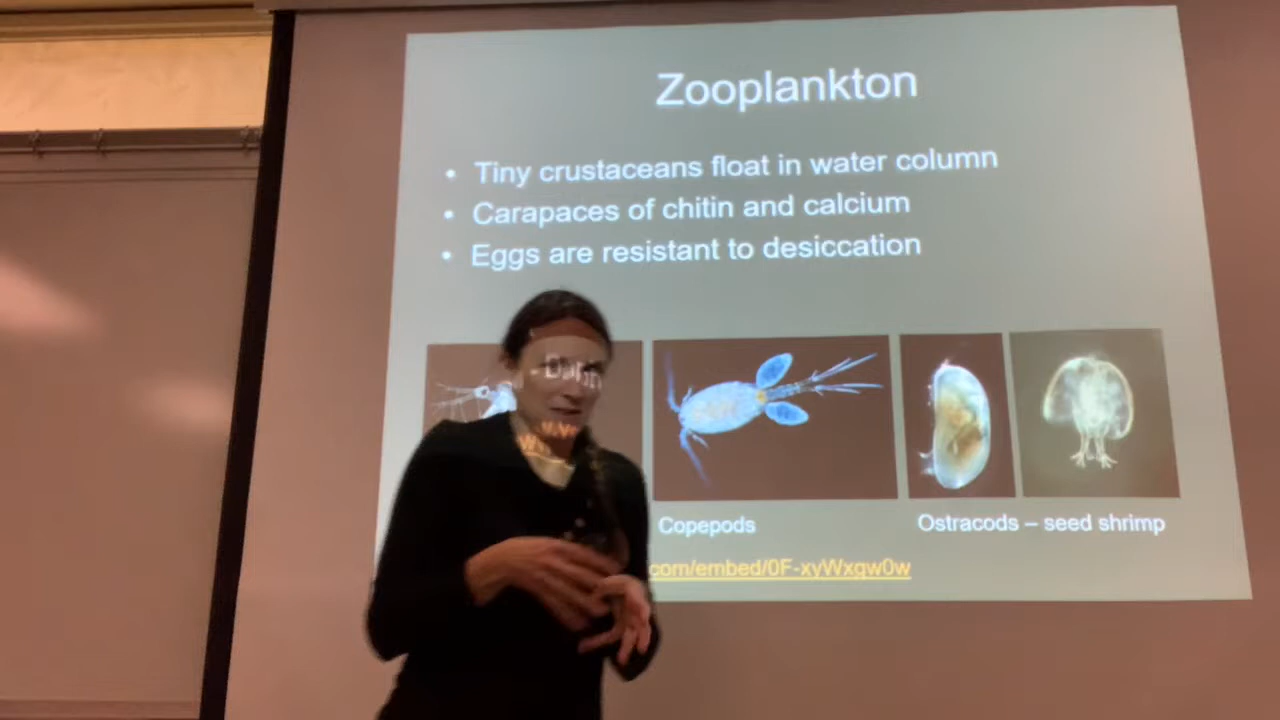 Zooplankton
• Tiny crustaceans float in water column
• Carapaces of chitin and calcium
• Eggs are resistant to desiccation
Copepods
Ostracods – seed shrimp
com/embed/0F-xyWxgw0w